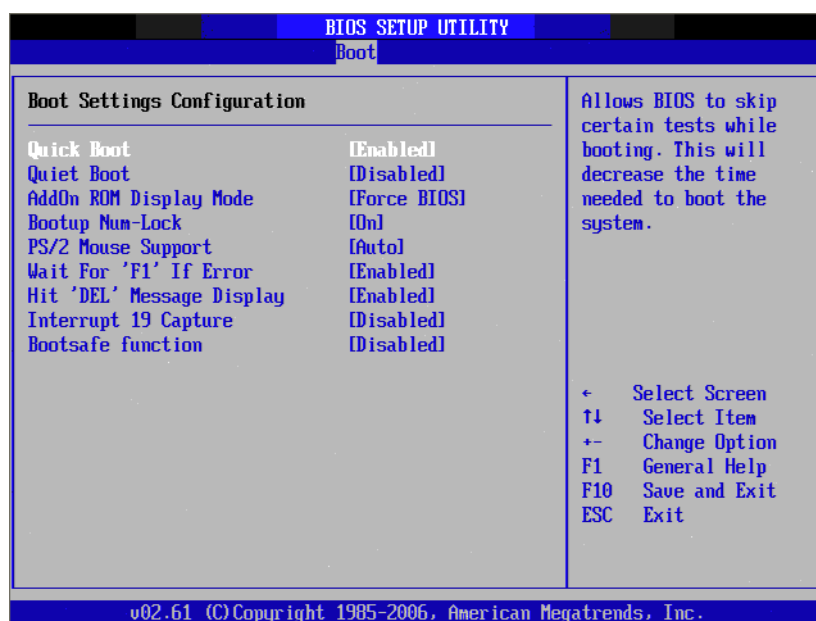 BIOS SETUP UTILITY
Boot
Boot Settings Configuration
Quick Boot [Enabled]
Quiet Boot [Disabled]
AddOn ROM Display Mode [Force BIOS]
Bootup Num-Lock [On]
PS/2 Mouse Support [Auto]
Wait For 'F1' If Error [Enabled]
Hit 'DEL' Message Display [Enabled]
Interrupt 19 Capture [Disabled]
Bootsafe function [Disabled]
Allows BIOS to skip
certain tests while
booting. This will
decrease the time
needed to boot the
system.
← Select Screen
↑↓ Select Item
+- Change Option
F1 General Help
F10 Save and Exit
ESC Exit
v02.61 (C)Copyright 1985-2006, American Megatrends, Inc.